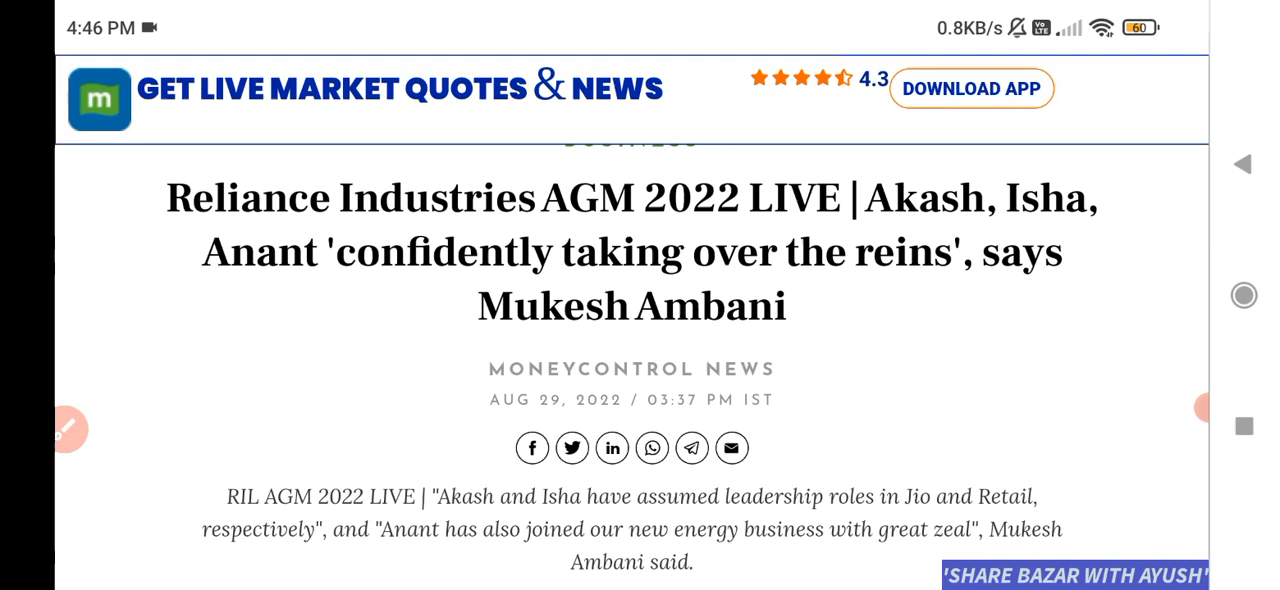 4:46 PM
0.8KB/s
Vo LTE
60
m
GET LIVE MARKET QUOTES & NEWS
4.3
DOWNLOAD APP
BUSINESS
Reliance Industries AGM 2022 LIVE | Akash, Isha,
Anant 'confidently taking over the reins', says
Mukesh Ambani
MONEYCONTROL NEWS
AUG 29, 2022 / 03:37 PM IST
RIL AGM 2022 LIVE | "Akash and Isha have assumed leadership roles in Jio and Retail,
respectively", and "Anant has also joined our new energy business with great zeal", Mukesh
Ambani said.
'SHARE BAZAR WITH AYUSH'